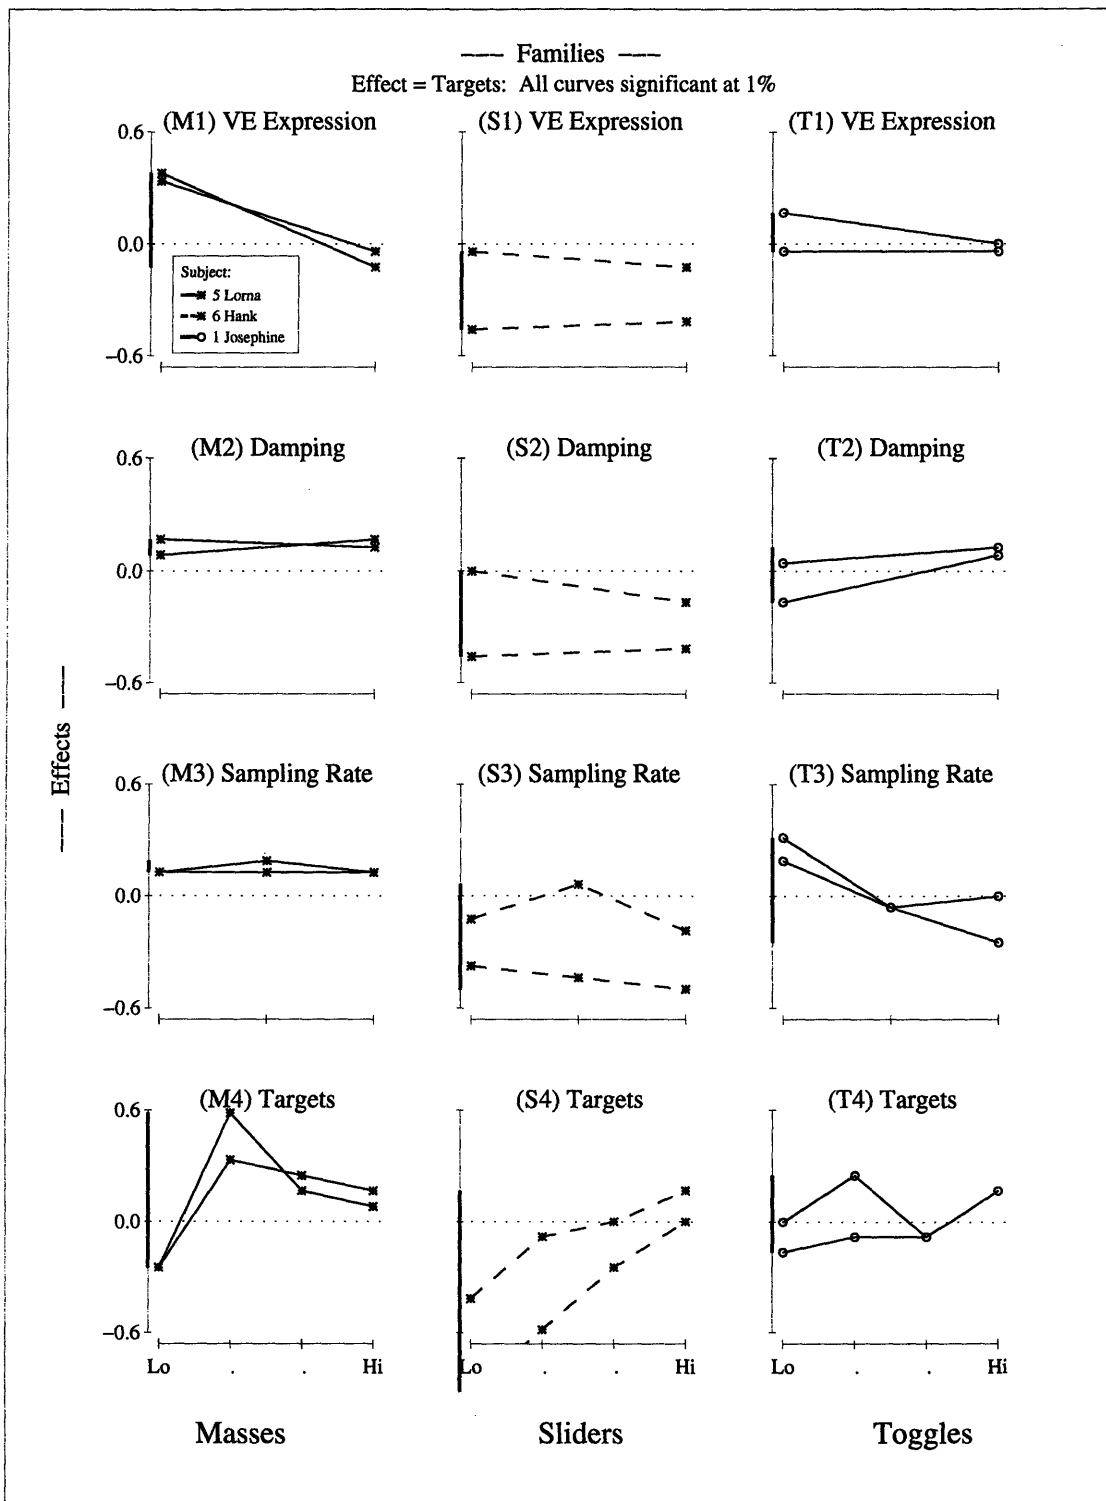 — Families —
Effect = Targets: All curves significant at 1%
(M1) VE Expression
(S1) VE Expression
(T1) VE Expression
0.6
0.0
−0.6
Subject:
5 Lorna
6 Hank
1 Josephine
(M2) Damping
(S2) Damping
(T2) Damping
0.6
0.0
−0.6
— Effects —
(M3) Sampling Rate
(S3) Sampling Rate
(T3) Sampling Rate
0.6
0.0
−0.6
(M4) Targets
(S4) Targets
(T4) Targets
0.6
0.0
−0.6
Lo . . Hi
Lo . . Hi
Lo . . Hi
Masses
Sliders
Toggles